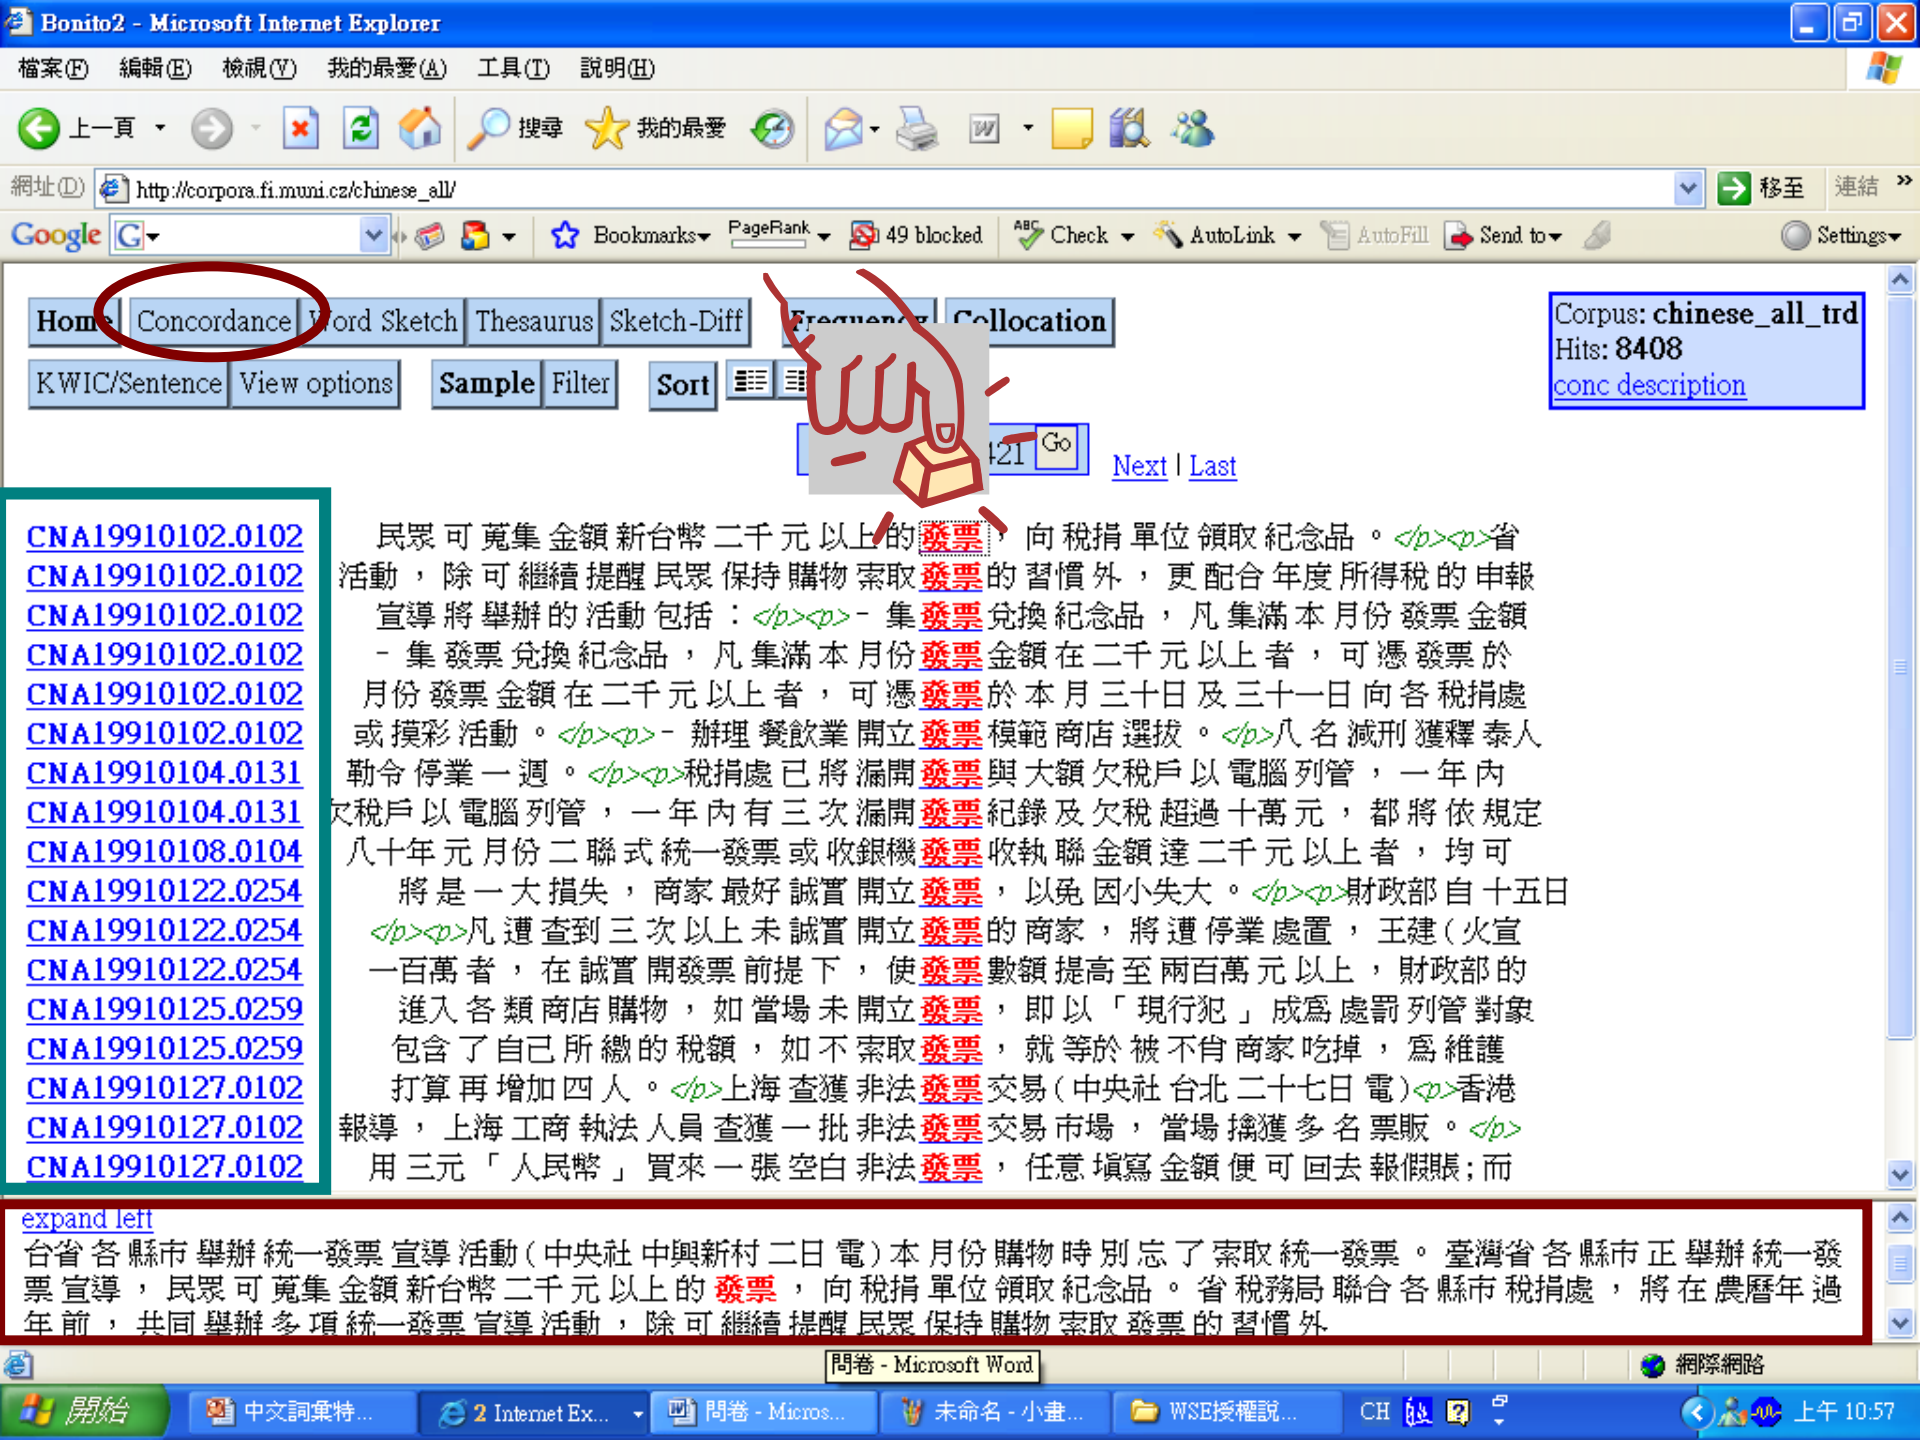 Bonito2 - Microsoft Internet Explorer
檔案(F) 編輯(E) 檢視(V) 我的最愛(A) 工具(T) 說明(H)
上一頁 搜尋 我的最愛
網址(D) http://corpora.fi.muni.cz/chinese_all/ 移至 連結 »
Google G Bookmarks PageRank 49 blocked ABC Check AutoLink AutoFill Send to Settings
Home Concordance Word Sketch Thesaurus Sketch-Diff Frequency Collocation
Corpus: chinese_all_trd
Hits: 8408
conc description
KWIC/Sentence View options Sample Filter Sort
421 Go Next | Last
CNA19910102.0102 民眾 可 蒐集 金額 新台幣 二千 元 以上 的 發票 , 向 稅捐 單位 領取 紀念品 。</p><p>省
CNA19910102.0102 活動 , 除 可 繼續 提醒 民眾 保持 購物 索取 發票 的 習慣 外 , 更 配合 年度 所得稅 的 申報
CNA19910102.0102 宣導 將 舉辦 的 活動 包括 :</p><p>- 集 發票 兌換 紀念品 , 凡 集滿 本 月份 發票 金額
CNA19910102.0102 - 集 發票 兌換 紀念品 , 凡 集滿 本 月份 發票 金額 在 二千 元 以上 者 , 可 憑 發票 於
CNA19910102.0102 月份 發票 金額 在 二千 元 以上 者 , 可 憑 發票 於 本 月 三十日 及 三十一日 向 各 稅捐處
CNA19910102.0102 或 摸彩 活動 。</p><p>- 辦理 餐飲業 開立 發票 模範 商店 選拔 。</p>八 名 減刑 獲釋 泰人
CNA19910104.0131 勒令 停業 一 週 。</p><p>稅捐處 已 將 漏開 發票 與 大額 欠稅戶 以 電腦 列管 , 一 年 內
CNA19910104.0131 欠稅戶 以 電腦 列管 , 一 年 內 有 三 次 漏開 發票 紀錄 及 欠稅 超過 十萬 元 , 都 將 依 規定
CNA19910108.0104 八十年 元 月份 二 聯式 統一發票 或 收銀機 發票 收執 聯 金額 達 二千 元 以上 者 , 均 可
CNA19910122.0254 將 是 一 大 損失 , 商家 最好 誠實 開立 發票 , 以免 因小失大 。</p><p>財政部 自 十五日
CNA19910122.0254 </p><p>凡 遭 查到 三 次 以上 未 誠實 開立 發票 的 商家 , 將 遭 停業 處置 , 王建(火宣
CNA19910122.0254 一百萬 者 , 在 誠實 開發票 前提 下 , 使 發票 數額 提高 至 兩百萬 元 以上 , 財政部 的
CNA19910125.0259 進入 各 類 商店 購物 , 如 當場 未 開立 發票 , 即 以 「 現行犯 」 成為 處罰 列管 對象
CNA19910125.0259 包含 了 自己 所 繳 的 稅額 , 如 不 索取 發票 , 就 等於 被 不肖 商家 吃掉 , 為 維護
CNA19910127.0102 打算 再 增加 四 人 。</p>上海 查獲 非法 發票 交易(中央社 台北 二十七日 電)<p>香港
CNA19910127.0102 報導 , 上海 工商 執法 人員 查獲 一 批 非法 發票 交易 市場 , 當場 擒獲 多 名 票販 。</p>
CNA19910127.0102 用 三元 「 人民幣 」 買來 一 張 空白 非法 發票 , 任意 填寫 金額 便 可 回去 報假賬;而
expand left
台省 各 縣市 舉辦 統一發票 宣導 活動(中央社 中興新村 二日 電)本 月份 購物 時 別 忘 了 索取 統一發票 。 臺灣省 各 縣市 正 舉辦 統一發
票 宣導 , 民眾 可 蒐集 金額 新台幣 二千 元 以上 的 發票 , 向 稅捐 單位 領取 紀念品 。 省 稅務局 聯合 各 縣市 稅捐處 , 將 在 農曆年 過
年 前 , 共同 舉辦 多 項 統一發票 宣導 活動 , 除 可 繼續 提醒 民眾 保持 購物 索取 發票 的 習慣 外
問卷 - Microsoft Word
網際網路
開始 中文詞彙特... 2 Internet Ex... 問卷 - Micros... 未命名 - 小畫... WSE授權說... CH 上午 10:57